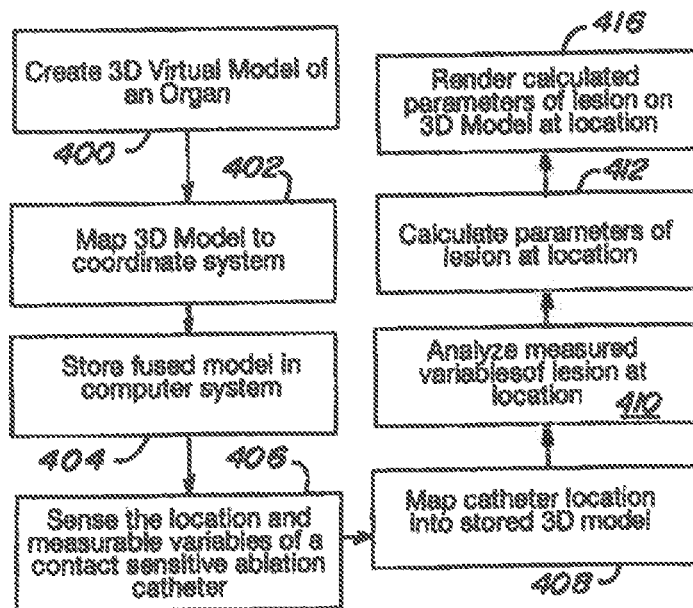 Create 3D Virtual Model of
an Organ
400
402
Map 3D Model to
coordinate system
Store fused model in
computer system
404
406
Sense the location and
measurable variables of a
contact sensitive ablation
catheter
Map catheter location
into stored 3D model
408
Analyze measured
variablesof lesion at
location
410
412
Calculate parameters of
lesion at location
416
Render calculated
parameters of lesion on
3D Model at location